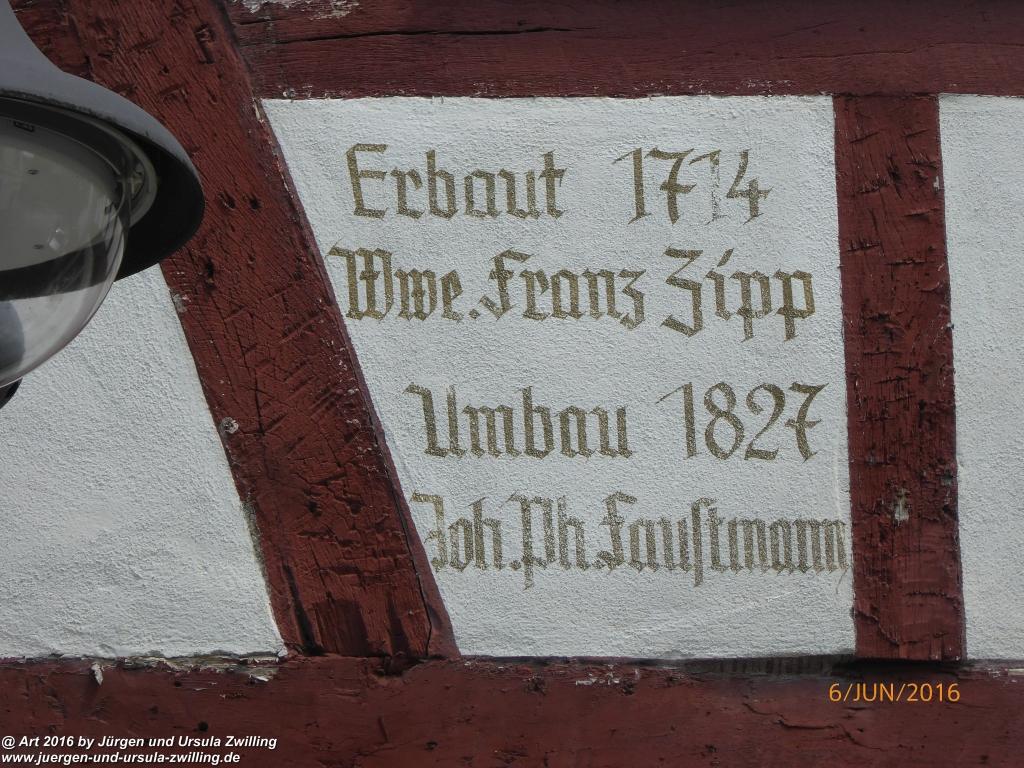 Erbaut 1714
Wwe. Franz Zipp
Umbau 1827
Joh. Ph. Faustmann
6/JUN/2016
@ Art 2016 by Jürgen und Ursula Zwilling
www.juergen-und-ursula-zwilling.de